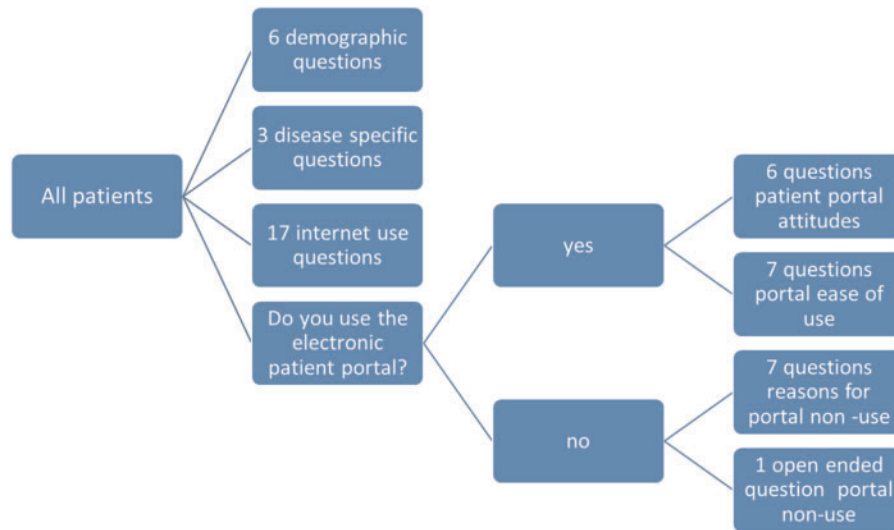 All patients
6 demographic
questions
3 disease specific
questions
17 internet use
questions
Do you use the
electronic
patient portal?
yes
no
6 questions
patient portal
attitudes
7 questions
portal ease of
use
7 questions
reasons for
portal non -use
1 open ended
question  portal
non-use